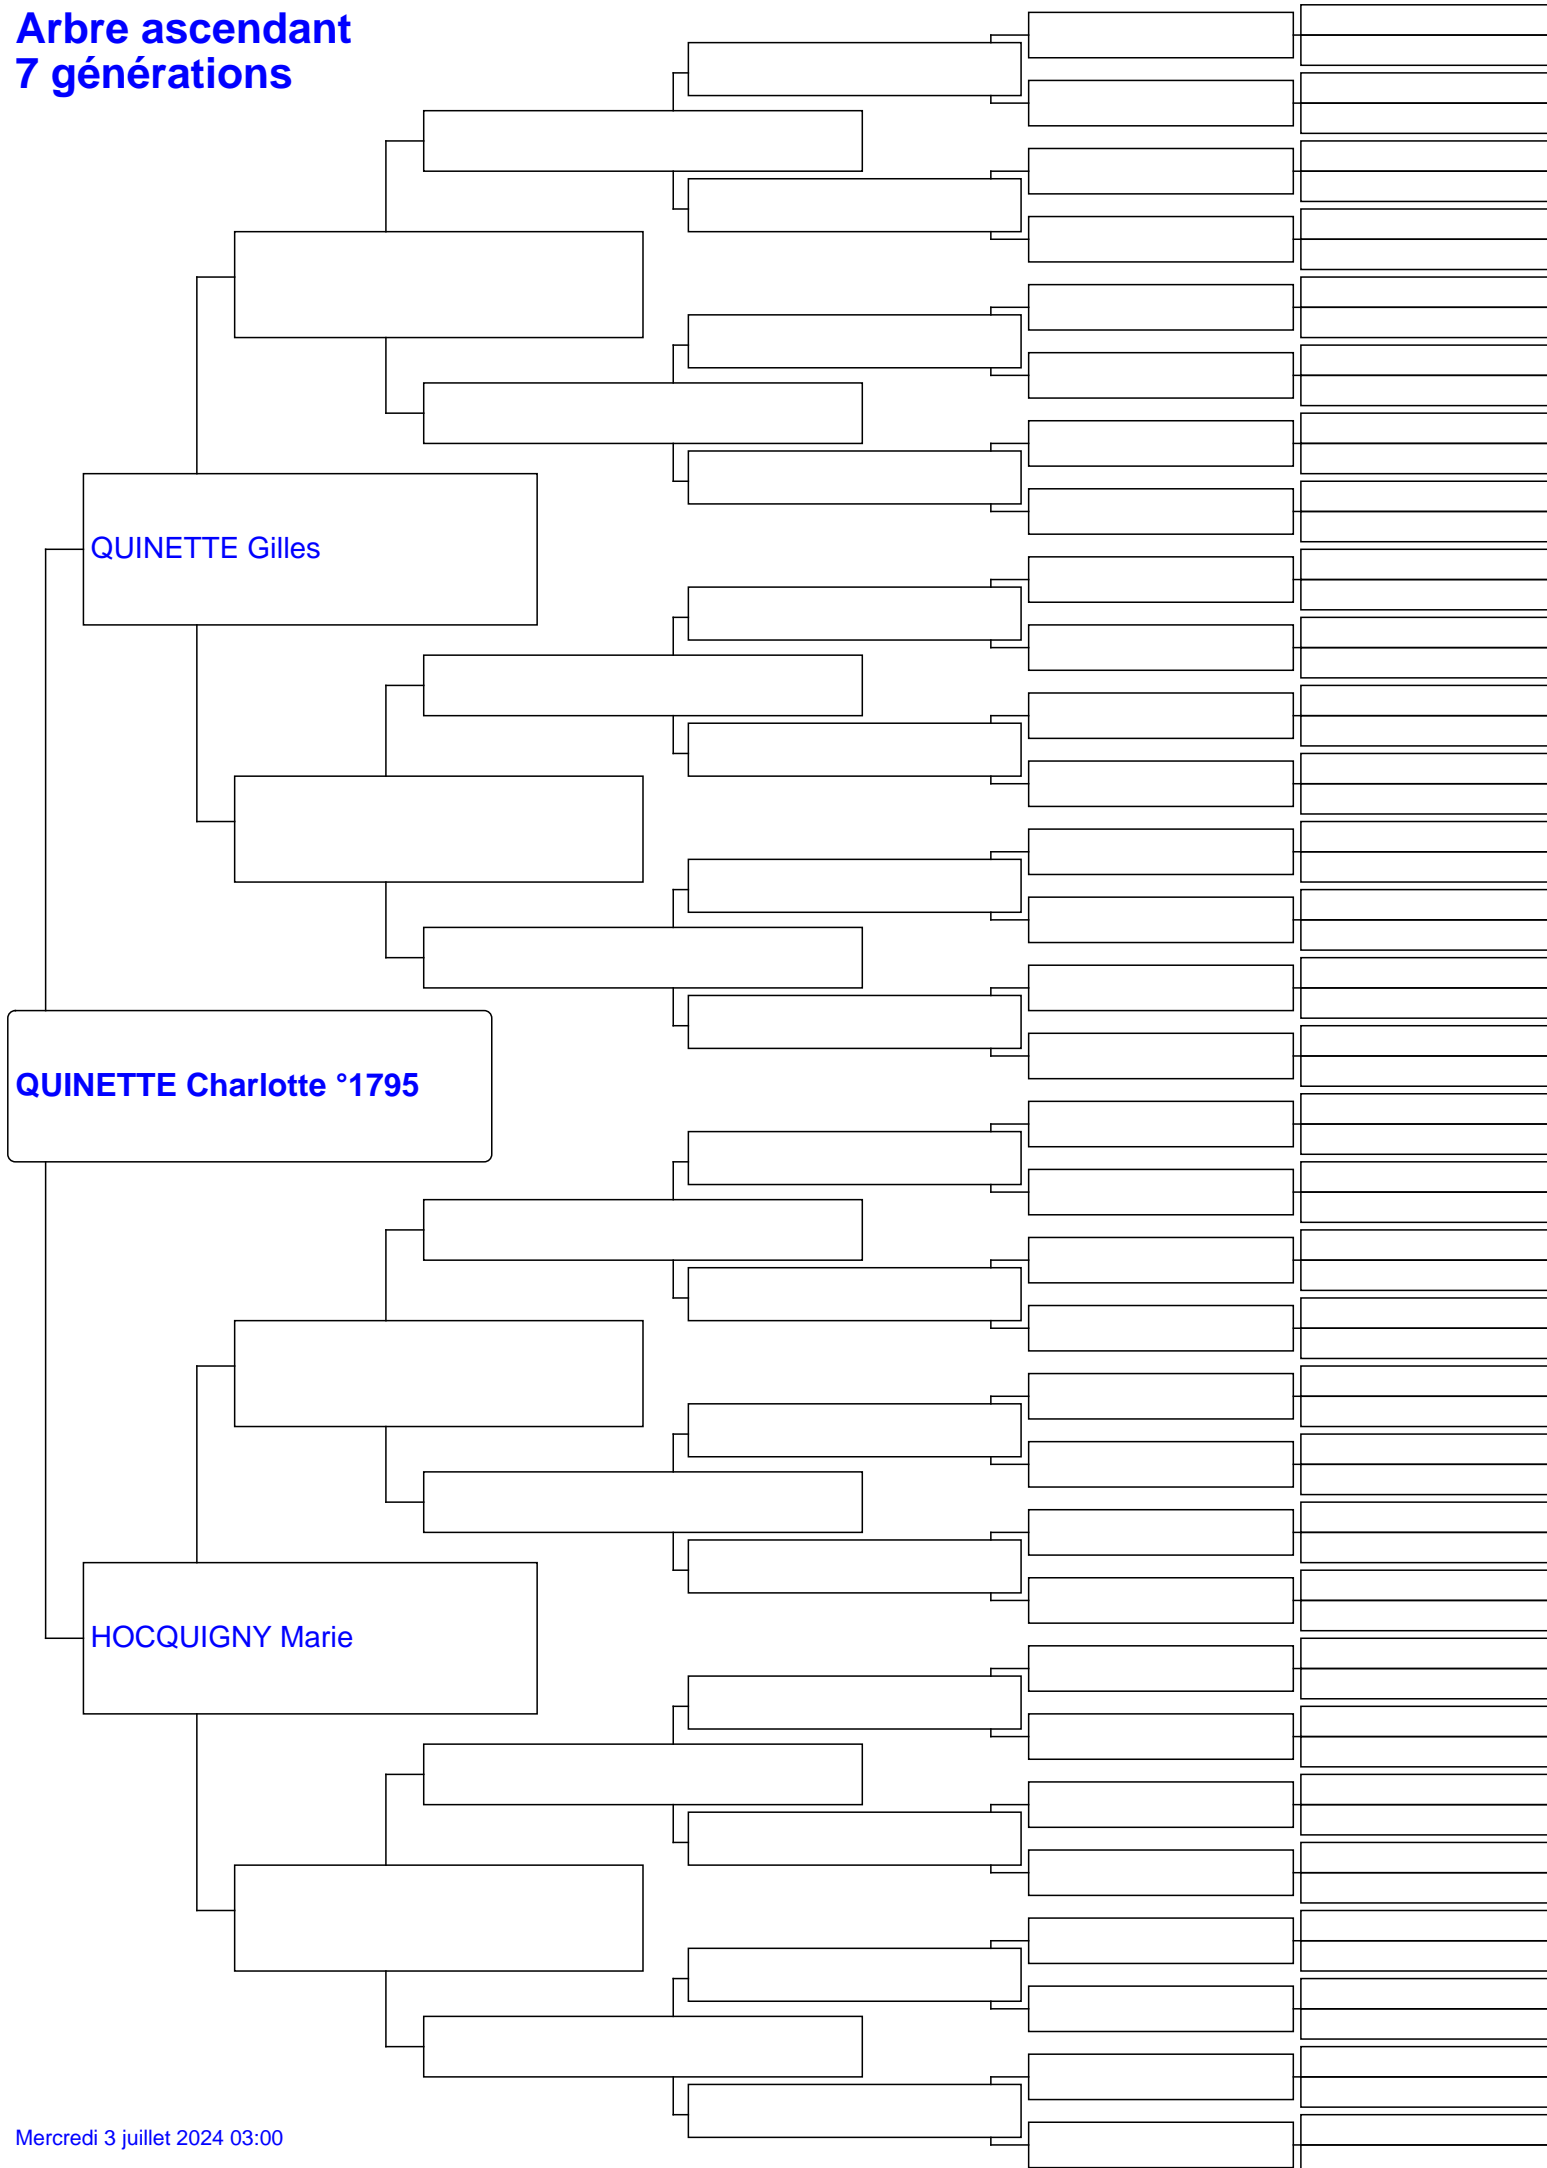 Arbre ascendant
7 générations
QUINETTE Gilles
QUINETTE Charlotte °1795
HOCQUIGNY Marie
Mercredi 3 juillet 2024 03:00